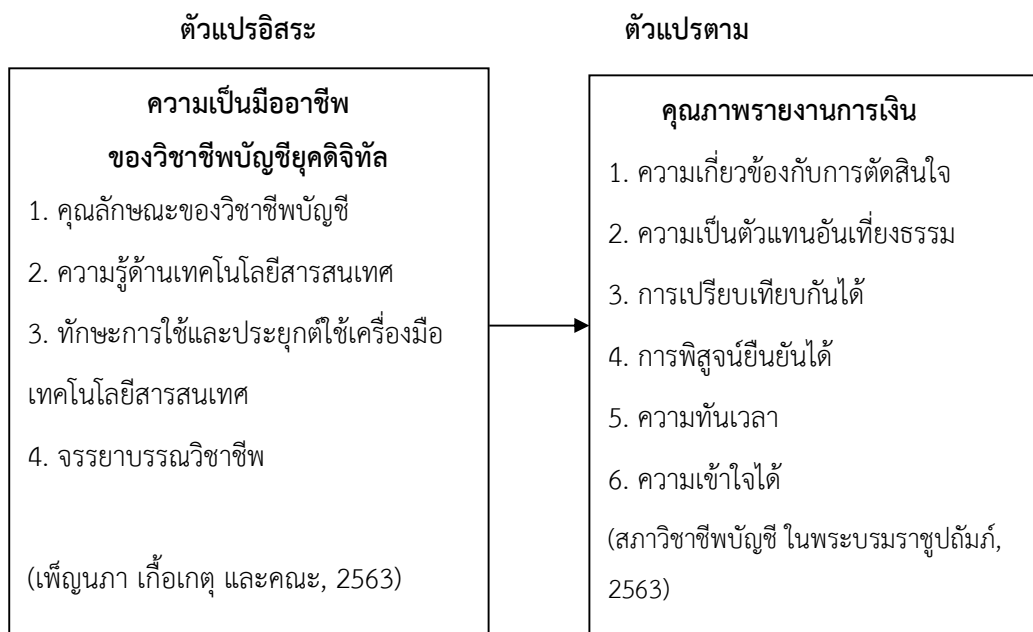 ตัวแปรอิสระ
ตัวแปรตาม
ความเป็นมืออาชีพ
ของวิชาชีพบัญชียุคดิจิทัล
1. คุณลักษณะของวิชาชีพบัญชี
2. ความรู้ด้านเทคโนโลยีสารสนเทศ
3. ทักษะการใช้และประยุกต์ใช้เครื่องมือ
เทคโนโลยีสารสนเทศ
4. จรรยาบรรณวิชาชีพ
(เพ็ญนภา เกื้อเกตุ และคณะ, 2563)
คุณภาพรายงานการเงิน
1. ความเกี่ยวข้องกับการตัดสินใจ
2. ความเป็นตัวแทนอันเที่ยงธรรม
3. การเปรียบเทียบกันได้
4. การพิสูจน์ยืนยันได้
5. ความทันเวลา
6. ความเข้าใจได้
(สภาวิชาชีพบัญชี ในพระบรมราชูปถัมภ์,
2563)